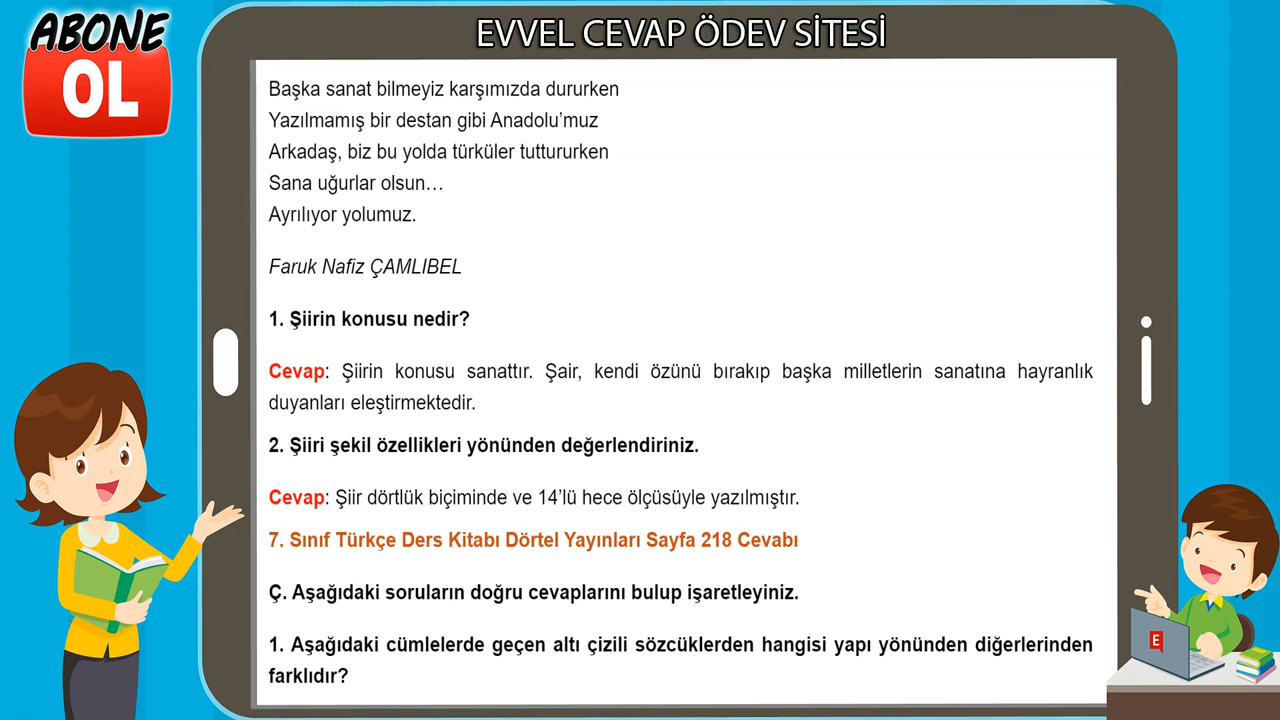 ABONE
OL
EVVEL CEVAP ÖDEV SİTESİ
Başka sanat bilmeyiz karşımızda dururken
Yazılmamış bir destan gibi Anadolu’muz
Arkadaş, biz bu yolda türküler tuttururken
Sana uğurlar olsun…
Ayrılıyor yolumuz.
Faruk Nafiz ÇAMLIBEL
1. Şiirin konusu nedir?
Cevap: Şiirin konusu sanattır. Şair, kendi özünü bırakıp başka milletlerin sanatına hayranlık
duyanları eleştirmektedir.
2. Şiiri şekil özellikleri yönünden değerlendiriniz.
Cevap: Şiir dörtlük biçiminde ve 14’lü hece ölçüsüyle yazılmıştır.
7. Sınıf Türkçe Ders Kitabı Dörtel Yayınları Sayfa 218 Cevabı
Ç. Aşağıdaki soruların doğru cevaplarını bulup işaretleyiniz.
1. Aşağıdaki cümlelerde geçen altı çizili sözcüklerden hangisi yapı yönünden diğerlerinden
farklıdır?
E